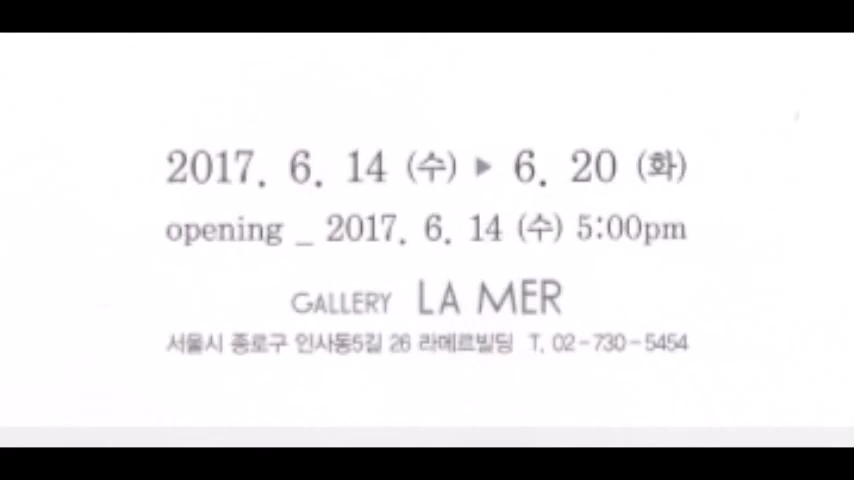 2017. 6. 14 (수) ▶ 6. 20 (화)
opening _ 2017. 6. 14 (수) 5:00pm
GALLERY LA MER
서울시 종로구 인사동5길 26 라메르빌딩 T. 02-730-5454